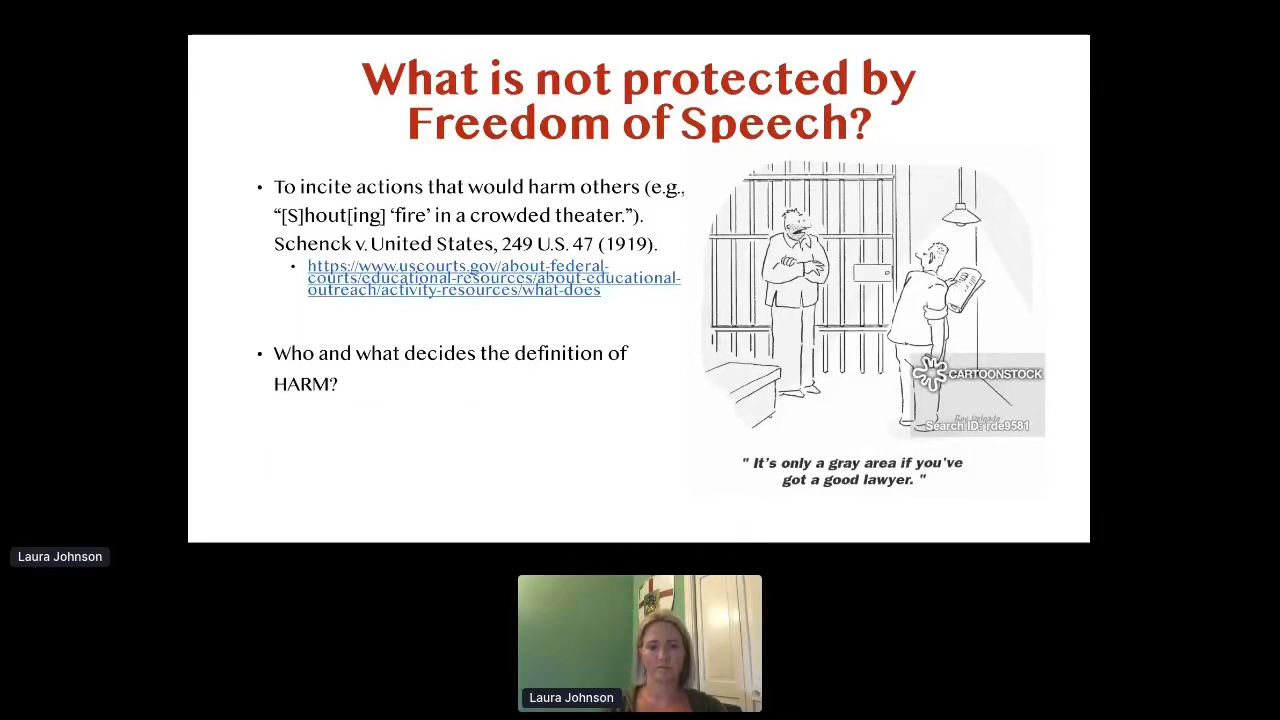 What is not protected by
Freedom of Speech?
• To incite actions that would harm others (e.g.,
“[S]hout[ing] ‘fire’ in a crowded theater.”).
Schenck v. United States, 249 U.S. 47 (1919).
• https://www.uscourts.gov/about-federal-
courts/educational-resources/about-educational-
outreach/activity-resources/what-does
• Who and what decides the definition of
HARM?
CARTOONSTOCK
Roy Delgado
Search ID: rde9581
" It's only a gray area if you've
got a good lawyer. "
Laura Johnson
Laura Johnson